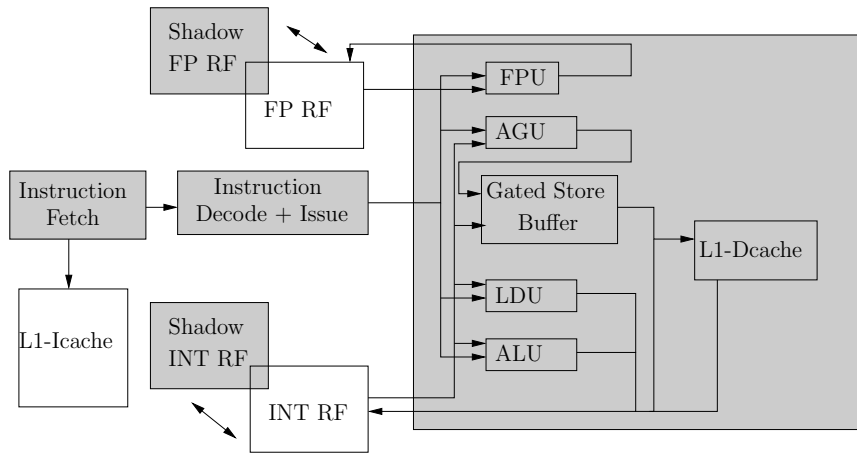 Shadow
FP RF
FP RF
FPU
AGU
Instruction
Fetch
Instruction
Decode + Issue
Gated Store
Buffer
L1-Dcache
L1-Icache
Shadow
INT RF
INT RF
LDU
ALU